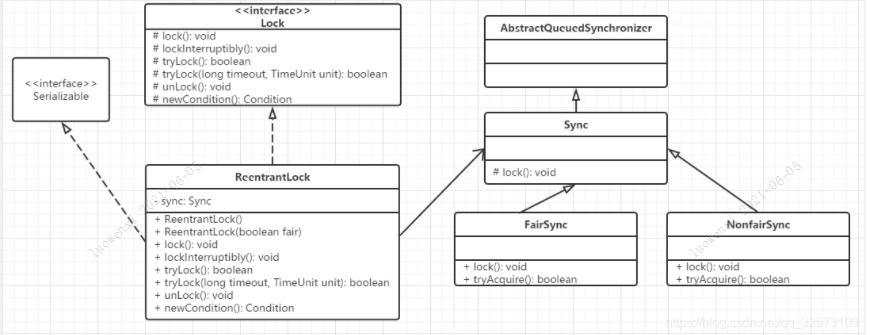 <<interface>>
Lock
# lock(): void
# lockInterruptibly(): void
# tryLock(): boolean
# tryLock(long timeout, TimeUnit unit): boolean
# unLock(): void
# newCondition(): Condition
<<interface>>
Serializable
ReentrantLock
- sync: Sync
+ ReentrantLock()
+ ReentrantLock(boolean fair)
+ lock(): void
+ lockInterruptibly(): void
+ tryLock(): boolean
+ tryLock(long timeout, TimeUnit unit): boolean
+ unLock(): void
+ newCondition(): Condition
AbstractQueuedSynchronizer
Sync
# lock(): void
FairSync
+ lock(): void
+ tryAcquire(): boolean
NonfairSync
+ lock(): void
+ tryAcquire(): boolean
2021-06-05
2021-06-05
https://blog.csdn.net/qq_32573109